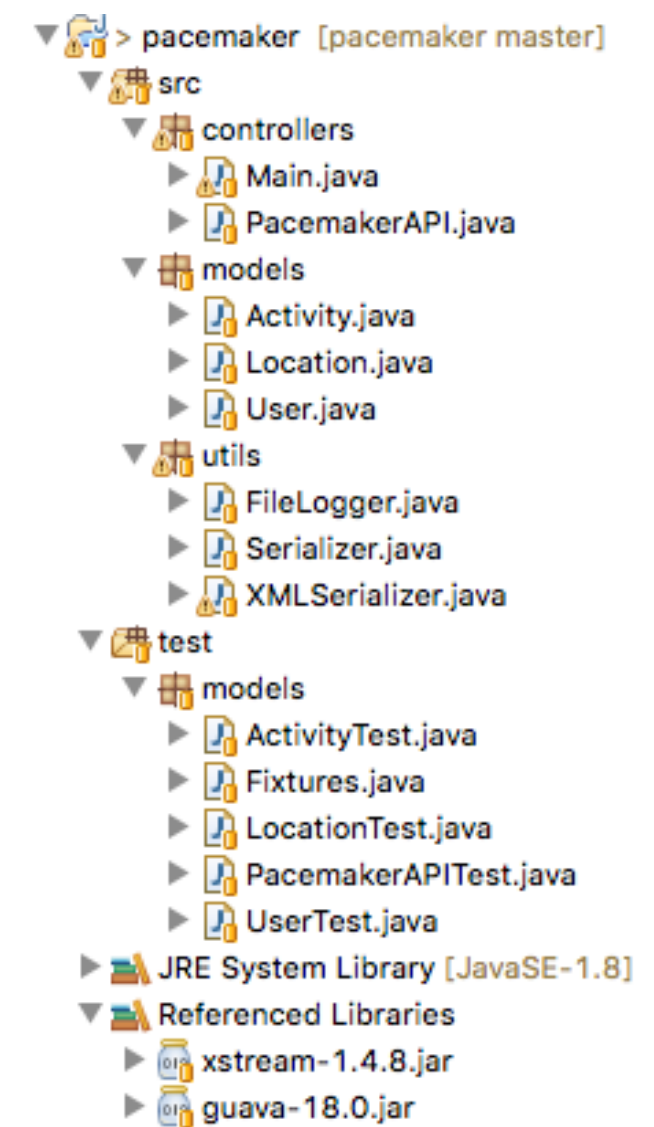 > pacemaker [pacemaker master]
src
controllers
Main.java
PacemakerAPI.java
models
Activity.java
Location.java
User.java
utils
FileLogger.java
Serializer.java
XMLSerializer.java
test
models
ActivityTest.java
Fixtures.java
LocationTest.java
PacemakerAPITest.java
UserTest.java
JRE System Library [JavaSE-1.8]
Referenced Libraries
xstream-1.4.8.jar
guava-18.0.jar